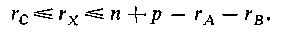 r_C ⩽ r_X ⩽ n + p − r_A − r_B.